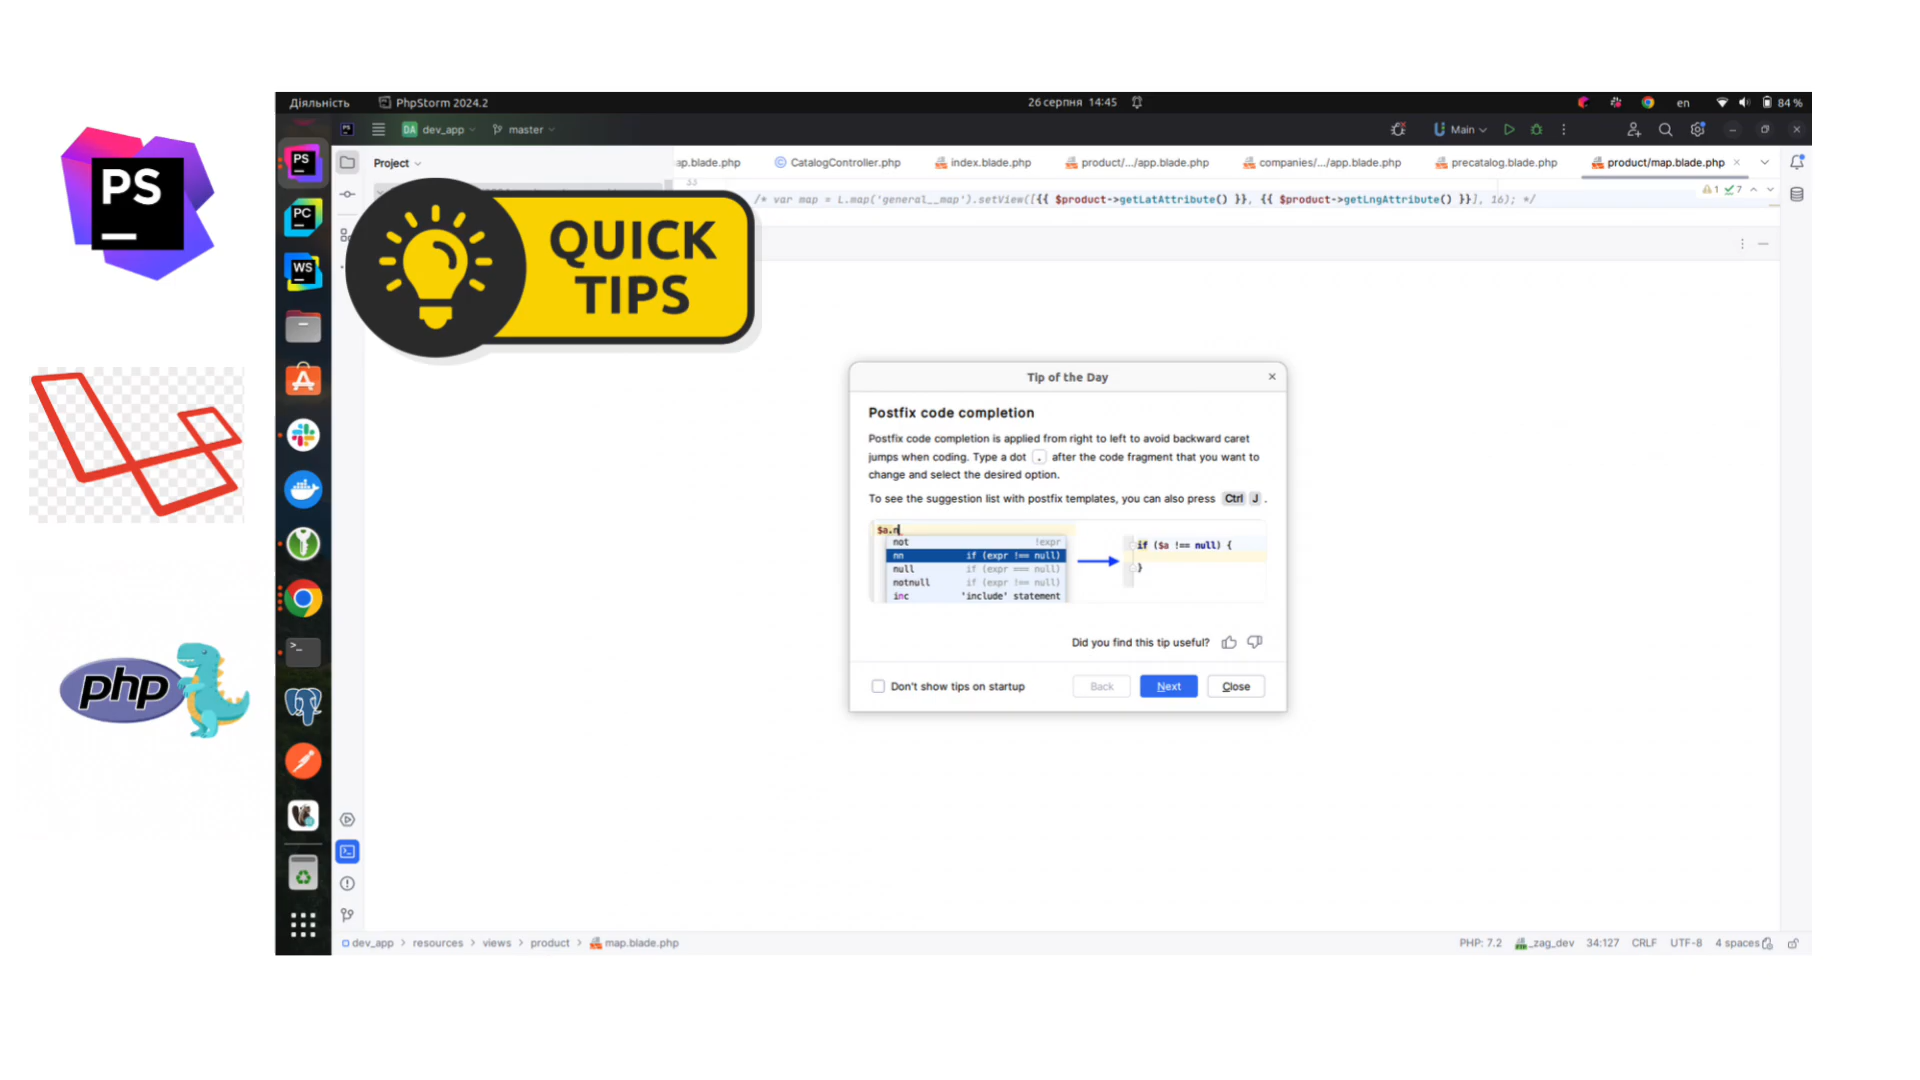 Діяльність
PhpStorm 2024.2
26 серпня 14:45
en
84 %
PS
DA dev_app
master
Main
PS
Project
ap.blade.php
CatalogController.php
index.blade.php
product/.../app.blade.php
companies/.../app.blade.php
precatalog.blade.php
product/map.blade.php
33
1 7
/* var map = L.map('general__map').setView([{{ $product->getLatAttribute() }}, {{ $product->getLngAttribute() }}], 16); */
PC
WS
QUICK
TIPS
Tip of the Day
Postfix code completion
Postfix code completion is applied from right to left to avoid backward caret
jumps when coding. Type a dot . after the code fragment that you want to
change and select the desired option.
To see the suggestion list with postfix templates, you can also press Ctrl J .
$a.n
not !expr
nn if (expr !== null)
null if (expr === null)
notnull if (expr !== null)
inc 'include' statement
if ($a !== null) {
}
Did you find this tip useful?
Don't show tips on startup
Back
Next
Close
php
dev_app > resources > views > product > map.blade.php
PHP: 7.2
_zag_dev
34:127
CRLF
UTF-8
4 spaces